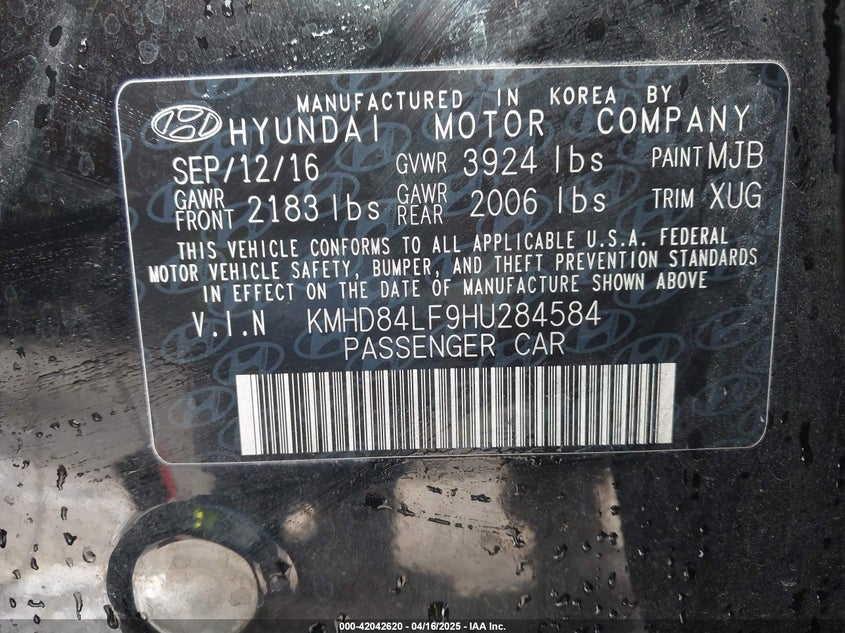 MANUFACTURED IN KOREA BY
HYUNDAI MOTOR COMPANY
SEP/12/16 GVWR 3924 lbs PAINT MJB
GAWR FRONT 2183 lbs GAWR REAR 2006 lbs TRIM XUG
THIS VEHICLE CONFORMS TO ALL APPLICABLE U.S.A. FEDERAL
MOTOR VEHICLE SAFETY, BUMPER, AND THEFT PREVENTION STANDARDS
IN EFFECT ON THE DATE OF MANUFACTURE SHOWN ABOVE
V.I.N KMHD84LF9HU284584
PASSENGER CAR
000-42042620 - 04/16/2025 - IAA Inc.